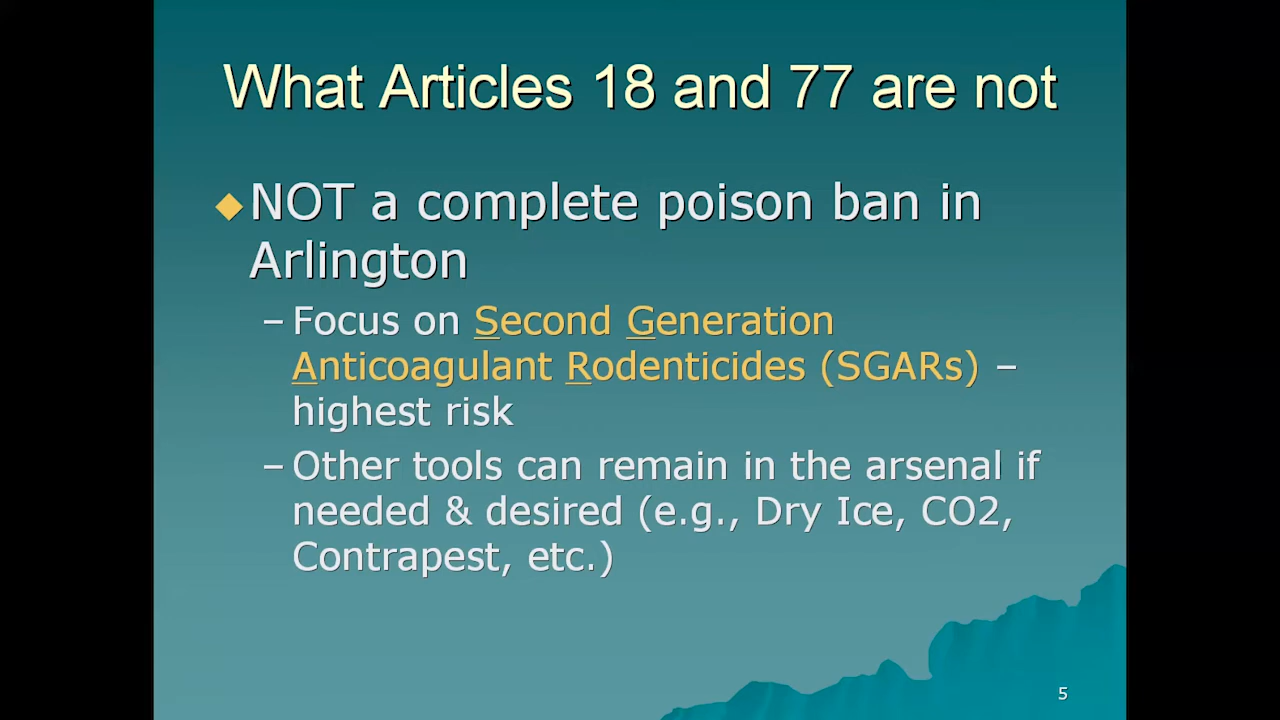 What Articles 18 and 77 are not
NOT a complete poison ban in
Arlington
– Focus on Second Generation
Anticoagulant Rodenticides (SGARs) –
highest risk
– Other tools can remain in the arsenal if
needed & desired (e.g., Dry Ice, CO2,
Contrapest, etc.)
5